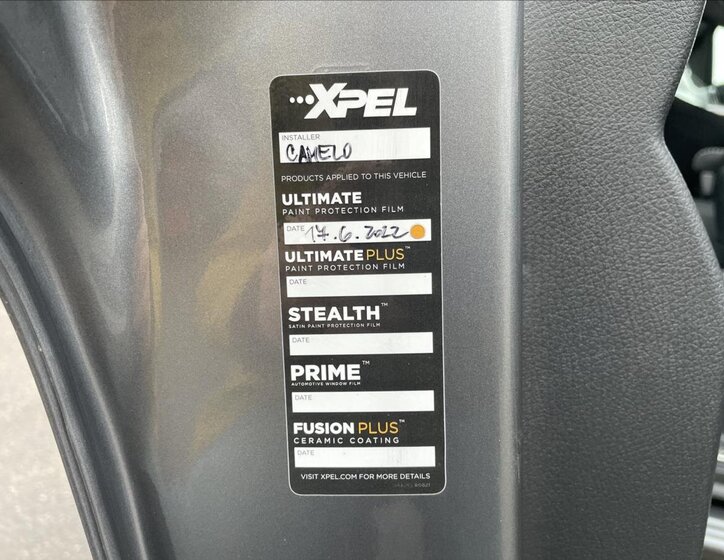 XPEL
INSTALLER
CAMELO
PRODUCTS APPLIED TO THIS VEHICLE
ULTIMATE
PAINT PROTECTION FILM
DATE 17.6.2022
ULTIMATE PLUS™
PAINT PROTECTION FILM
DATE
STEALTH™
SATIN PAINT PROTECTION FILM
DATE
PRIME™
AUTOMOTIVE WINDOW FILM
DATE
FUSION PLUS™
CERAMIC COATING
DATE
VISIT XPEL.COM FOR MORE DETAILS